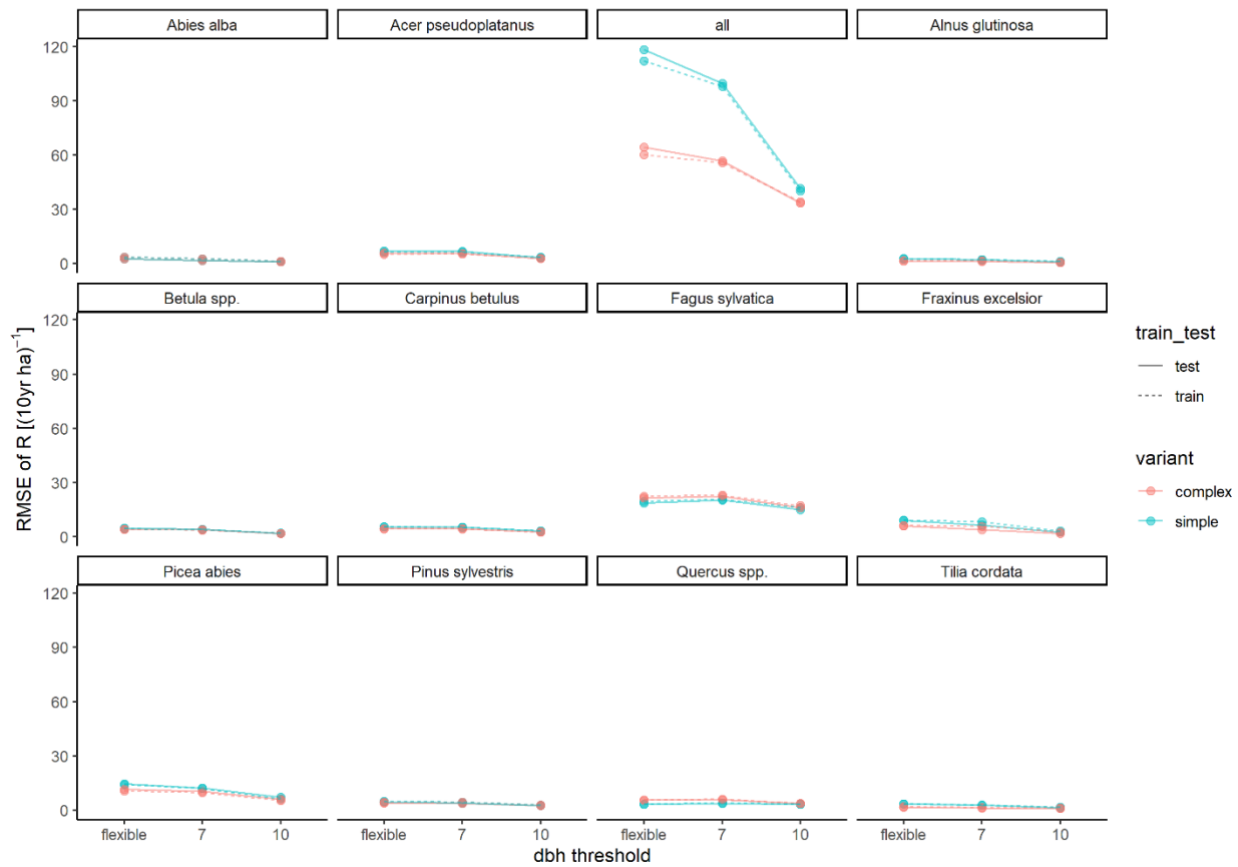 Abies alba
Acer pseudoplatanus
all
Alnus glutinosa
120
90
60
30
0
Betula spp.
Carpinus betulus
Fagus sylvatica
Fraxinus excelsior
120
90
60
30
0
Picea abies
Pinus sylvestris
Quercus spp.
Tilia cordata
120
90
60
30
0
flexible 7 10
flexible 7 10
flexible 7 10
flexible 7 10
dbh threshold
RMSE of R [(10yr ha)⁻¹]
train_test
test
train
variant
complex
simple